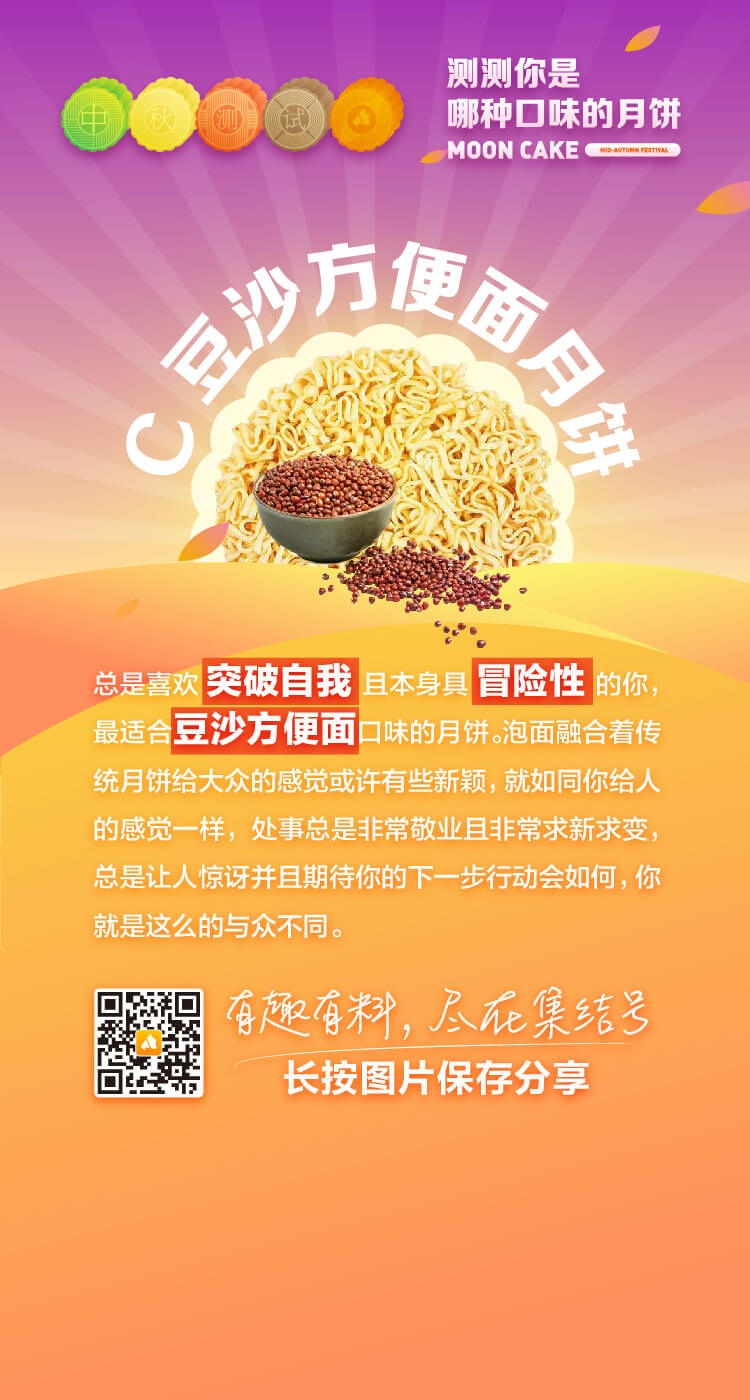 中秋测试
测测你是
哪种口味的月饼
MOON CAKE MID-AUTUMN FESTIVAL
C 豆沙方便面月饼
总是喜欢 突破自我 且本身具 冒险性 的你，
最适合豆沙方便面口味的月饼。泡面融合着传
统月饼给大众的感觉或许有些新颖，就如同你给人
的感觉一样，处事总是非常敬业且非常求新求变，
总是让人惊讶并且期待你的下一步行动会如何，你
就是这么的与众不同。
有趣有料，尽在集结号
长按图片保存分享